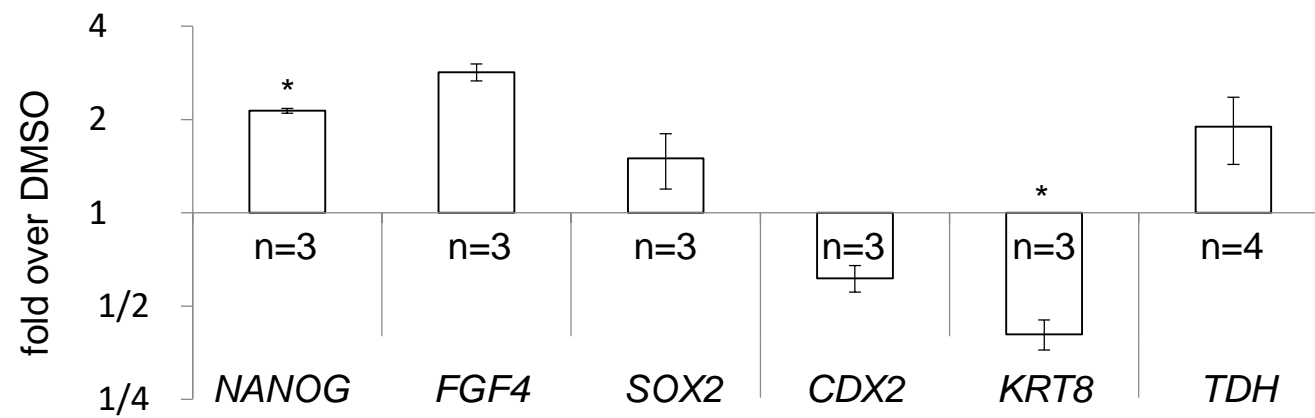 fold over DMSO
4
2
1
1/2
1/4
*
*
n=3
n=3
n=3
n=3
n=3
n=4
NANOG
FGF4
SOX2
CDX2
KRT8
TDH